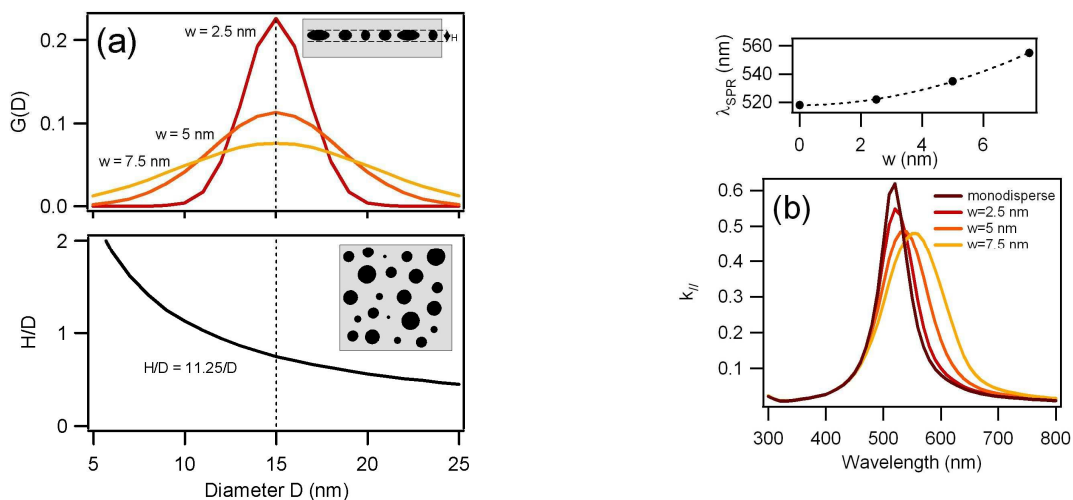 (a)
w = 2.5 nm
w = 5 nm
w = 7.5 nm
H
G(D)
0.2
0.1
0.0
H/D
2
1
0
H/D = 11.25/D
5 10 15 20 25
Diameter D (nm)
λSPR (nm)
560
540
520
0 2 4 6
w (nm)
(b)
monodisperse
w=2.5 nm
w=5 nm
w=7.5 nm
k//
0.6
0.5
0.4
0.3
0.2
0.1
300 400 500 600 700 800
Wavelength (nm)